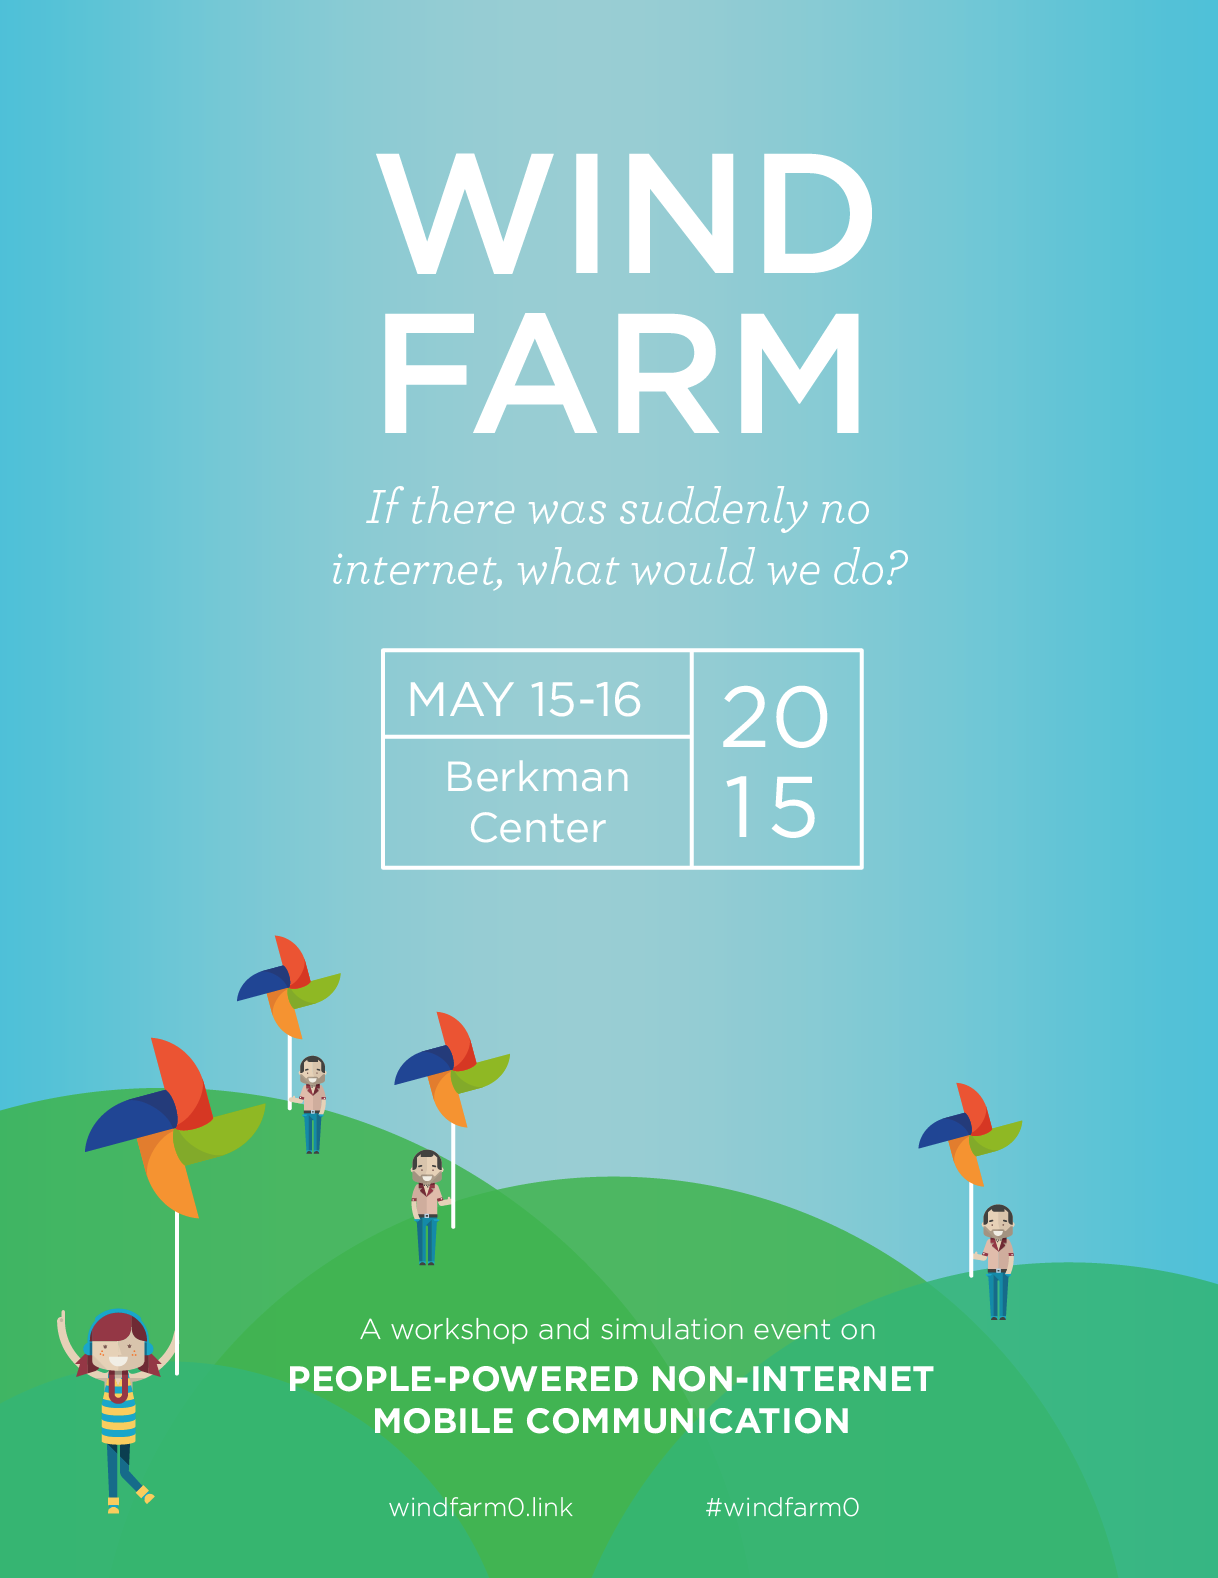 WIND
FARM
If there was suddenly no
internet, what would we do?
MAY 15-16
Berkman
Center
20
15
A workshop and simulation event on
PEOPLE-POWERED NON-INTERNET
MOBILE COMMUNICATION
windfarm0.link
#windfarm0